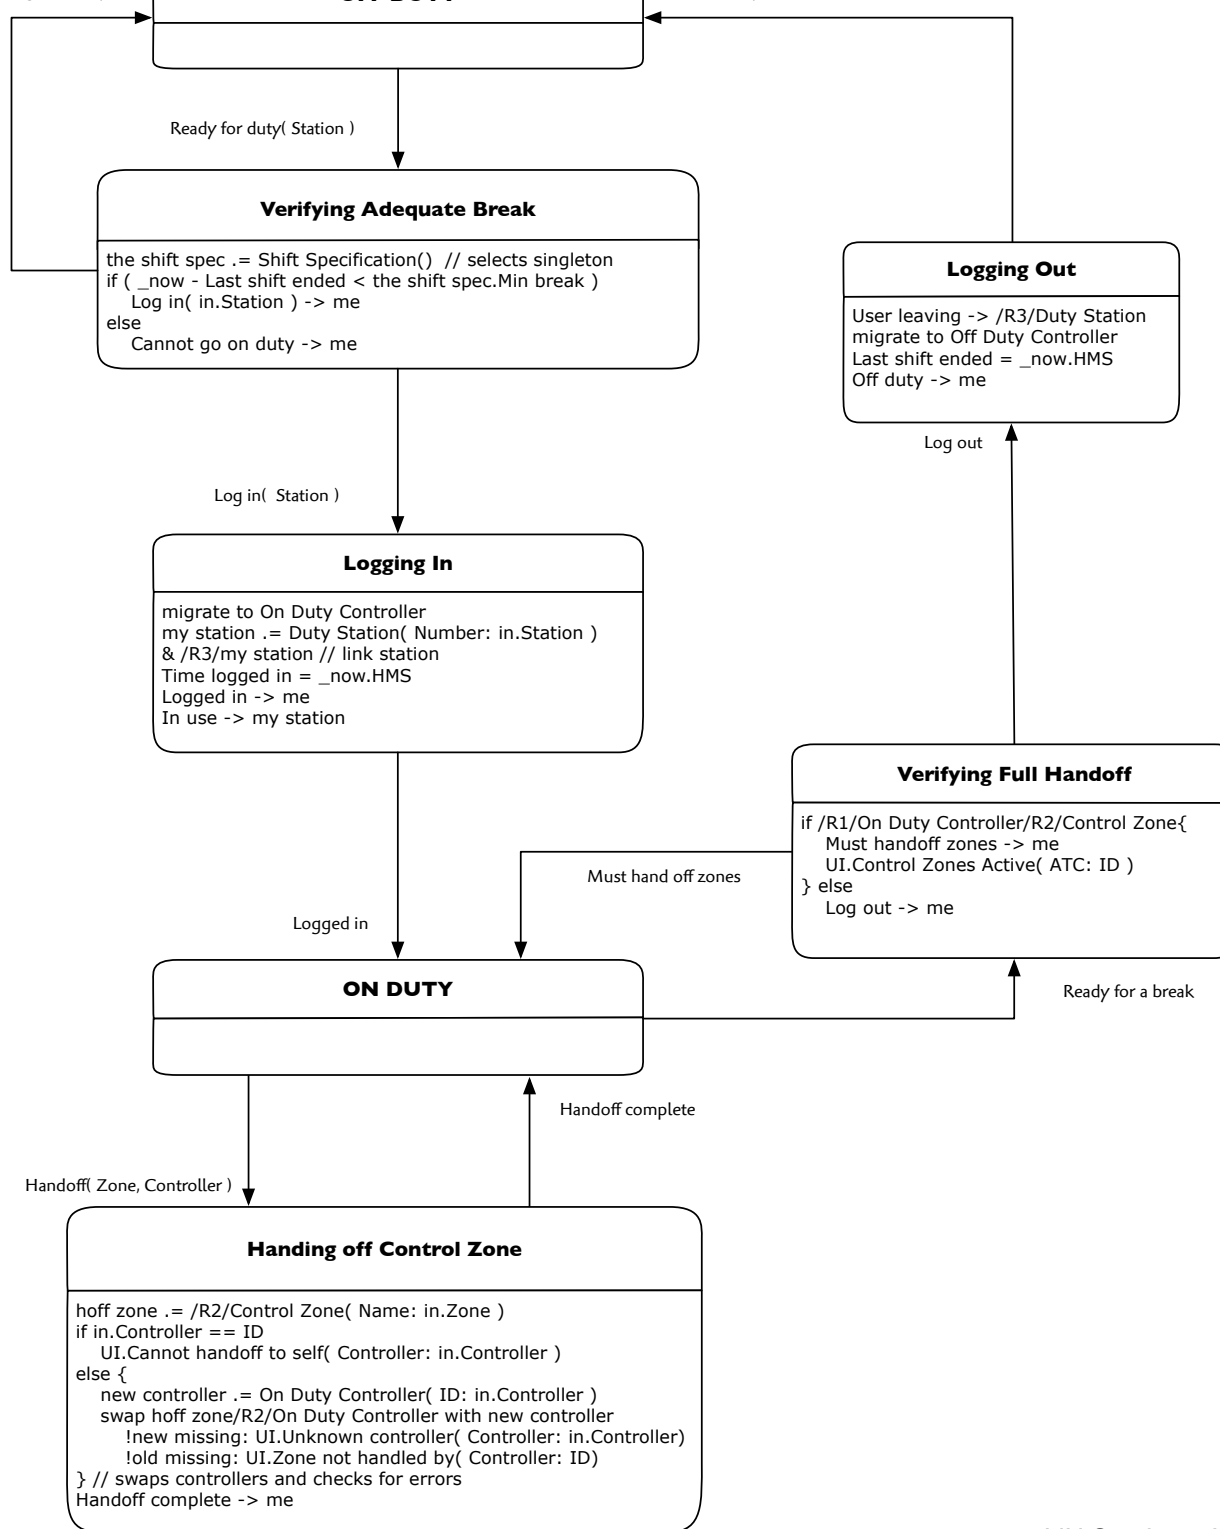 Ready for duty( Station )
Verifying Adequate Break
the shift spec .= Shift Specification()  // selects singleton
if ( _now - Last shift ended < the shift spec.Min break )
Log in( in.Station ) -> me
else
Cannot go on duty -> me
Logging Out
User leaving -> /R3/Duty Station
migrate to Off Duty Controller
Last shift ended = _now.HMS
Off duty -> me
Log out
Log in(  Station )
Logging In
migrate to On Duty Controller
my station .= Duty Station( Number: in.Station )
& /R3/my station // link station
Time logged in = _now.HMS
Logged in -> me
In use -> my station
Verifying Full Handoff
if /R1/On Duty Controller/R2/Control Zone{
Must handoff zones -> me
UI.Control Zones Active( ATC: ID )
} else
Log out -> me
Must hand off zones
Logged in
ON DUTY
Ready for a break
Handoff complete
Handoff( Zone, Controller )
Handing off Control Zone
hoff zone .= /R2/Control Zone( Name: in.Zone )
if in.Controller == ID
UI.Cannot handoff to self( Controller: in.Controller )
else {
new controller .= On Duty Controller( ID: in.Controller )
swap hoff zone/R2/On Duty Controller with new controller
!new missing: UI.Unknown controller( Controller: in.Controller)
!old missing: UI.Zone not handled by( Controller: ID)
} // swaps controllers and checks for errors
Handoff complete -> me